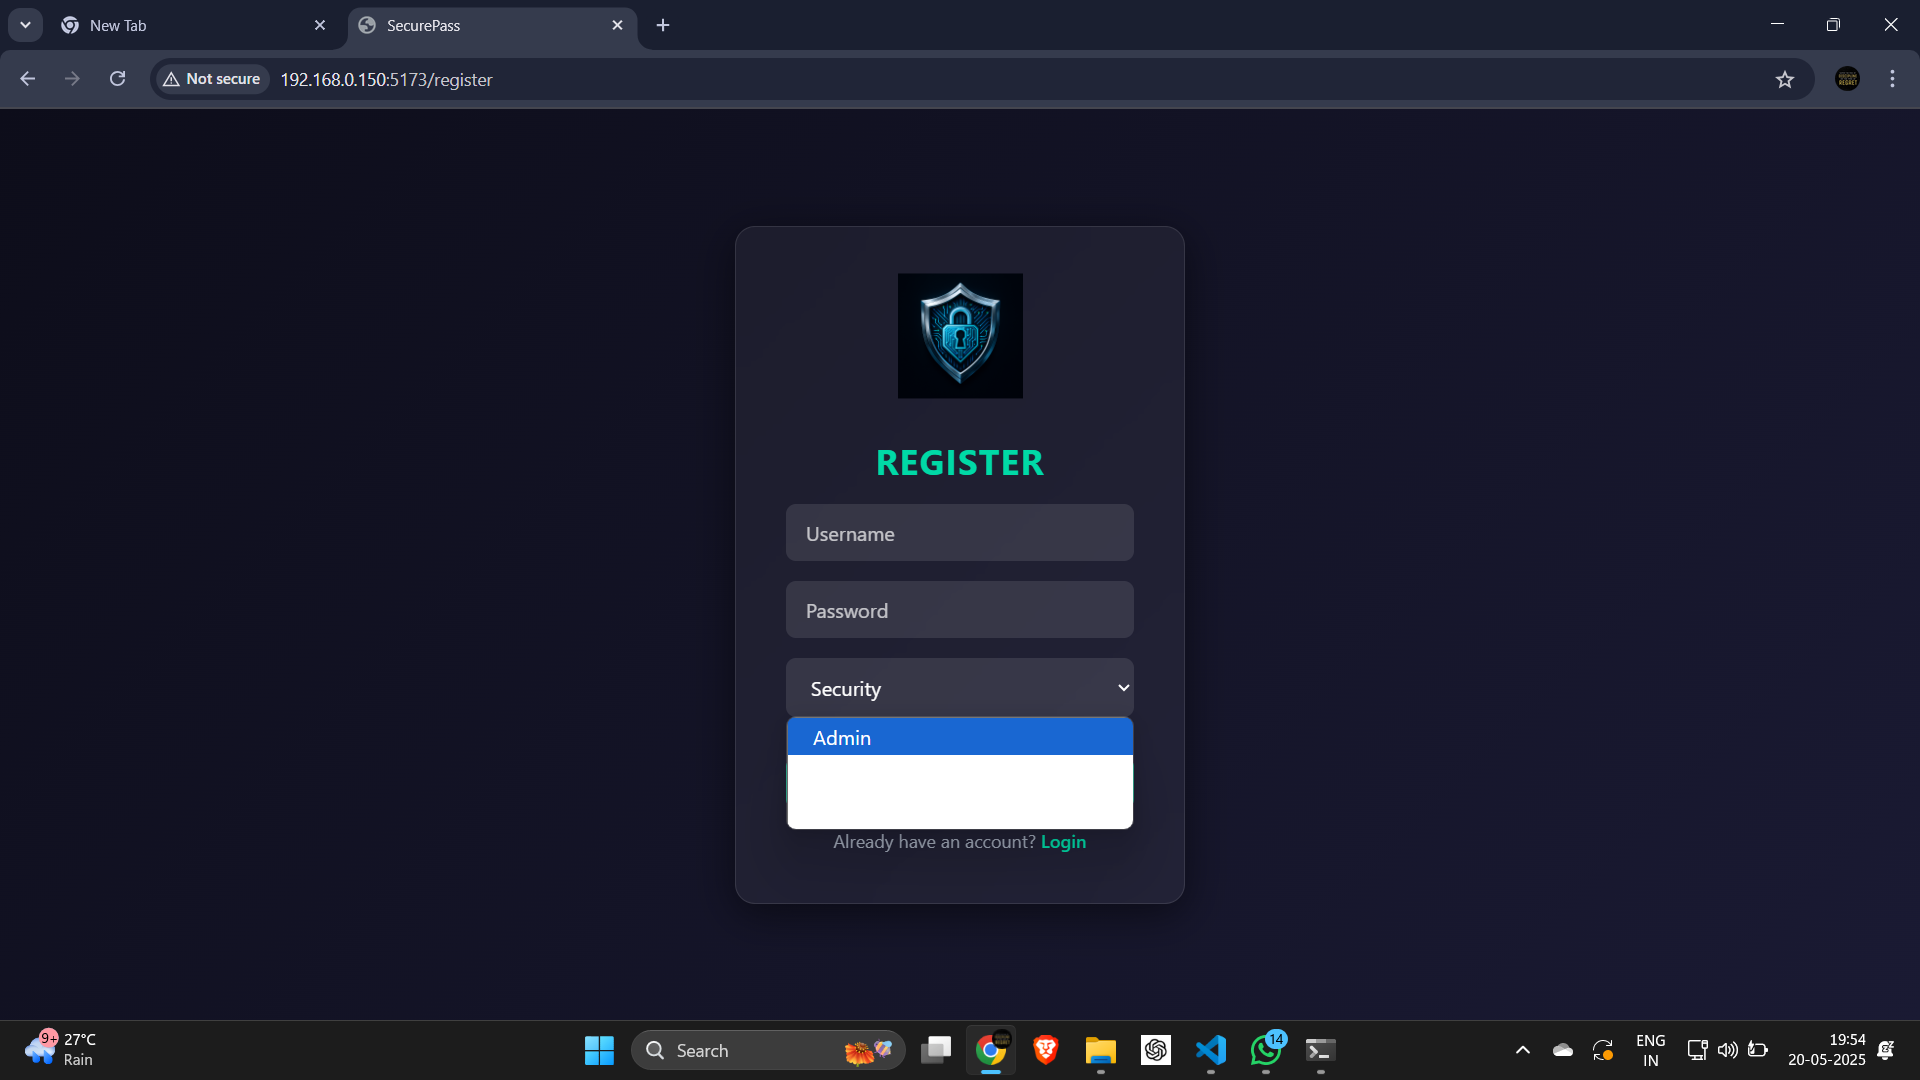 New Tab
SecurePass
Not secure
192.168.0.150:5173/register
REGISTER
Username
Password
Security
Admin
Already have an account? Login
9+
27°C
Rain
Search
14
ENG
IN
19:54
20-05-2025